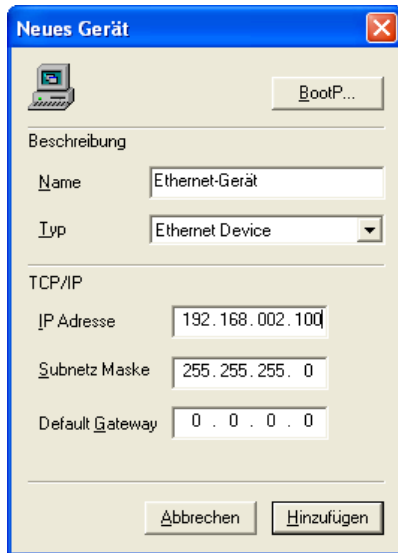 Neues Gerät
BootP...
Beschreibung
Name Ethernet-Gerät
Typ Ethernet Device
TCP/IP
IP Adresse 192.168.002.100
Subnetz Maske 255.255.255. 0
Default Gateway 0 . 0 . 0 . 0
Abbrechen Hinzufügen